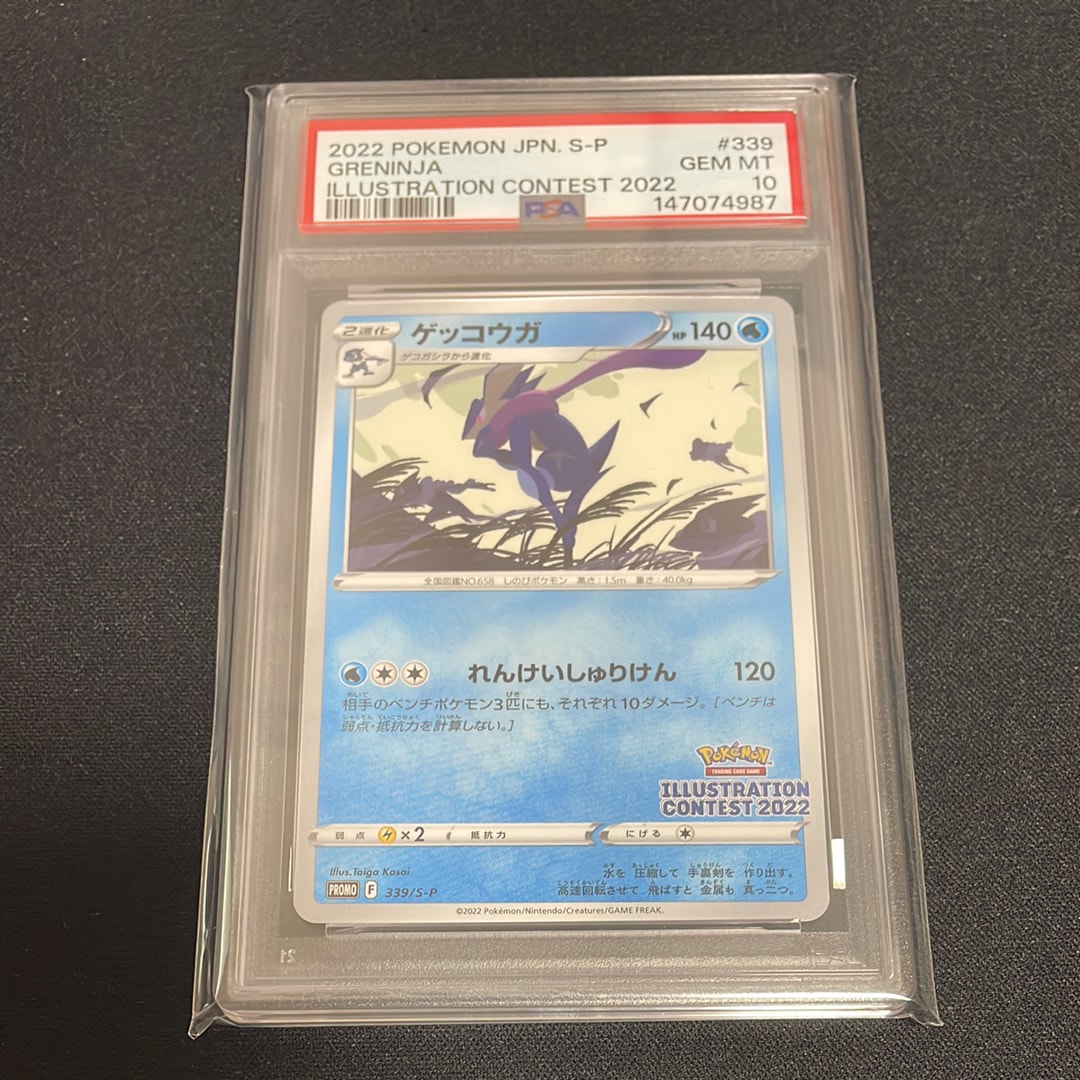 2022 POKEMON JPN. S-P #339
GRENINJA GEM MT
ILLUSTRATION CONTEST 2022 10
PSA 147074987
2進化 ゲッコウガ HP 140
ゲコガシラから進化
全国図鑑NO.658 しのびポケモン 高さ:1.5m 重さ:40.0kg
れんけいしゅりけん 120
相手のベンチポケモン3匹にも、それぞれ10ダメージ。[ベンチは
弱点・抵抗力を計算しない。]
Pokémon
TRADING CARD GAME
ILLUSTRATION
CONTEST 2022
弱点 ×2 抵抗力 にげる
Illus.Taiga Kasai
水を圧縮して手裏剣を作り出す。
高速回転させて飛ばすと金属も真っ二つ。
PROMO F 339/S-P
©2022 Pokémon/Nintendo/Creatures/GAME FREAK.